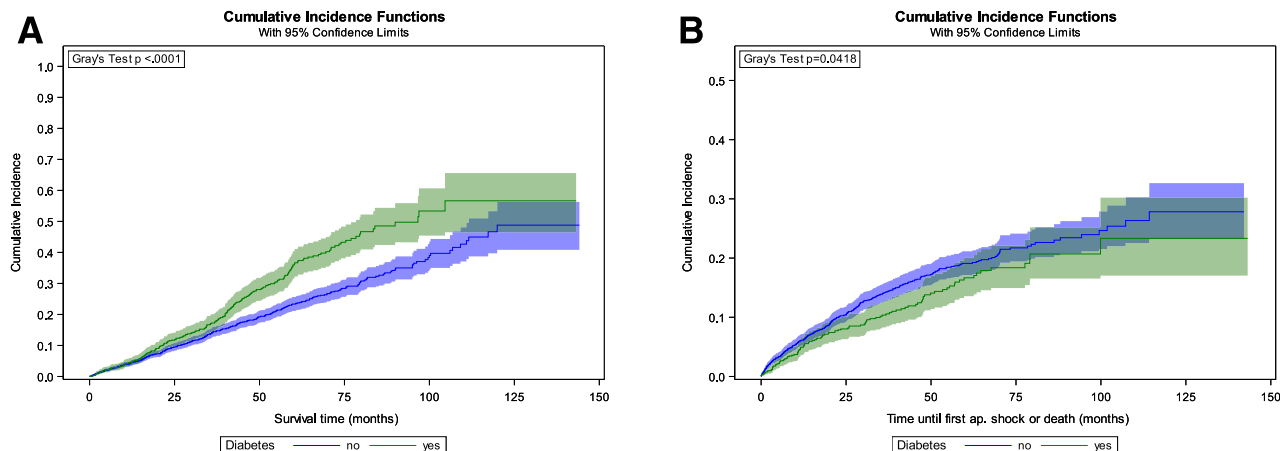 A
Cumulative Incidence Functions
With 95% Confidence Limits
Gray's Test p <.0001
1.0
0.9
0.8
0.7
0.6
0.5
0.4
0.3
0.2
0.1
0.0
Cumulative Incidence
0 25 50 75 100 125 150
Survival time (months)
Diabetes no yes
B
Cumulative Incidence Functions
With 95% Confidence Limits
Gray's Test p=0.0418
0.5
0.4
0.3
0.2
0.1
0.0
Cumulative Incidence
0 25 50 75 100 125 150
Time until first ap. shock or death (months)
Diabetes no yes